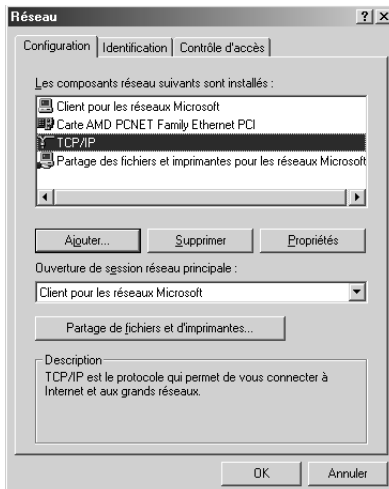 Réseau
Configuration Identification Contrôle d'accès
Les composants réseau suivants sont installés :
Client pour les réseaux Microsoft
Carte AMD PCNET Family Ethernet PCI
TCP/IP
Partage des fichiers et imprimantes pour les réseaux Microsoft
Ajouter... Supprimer Propriétés
Ouverture de session réseau principale :
Client pour les réseaux Microsoft
Partage de fichiers et d'imprimantes...
Description
TCP/IP est le protocole qui permet de vous connecter à
Internet et aux grands réseaux.
OK Annuler